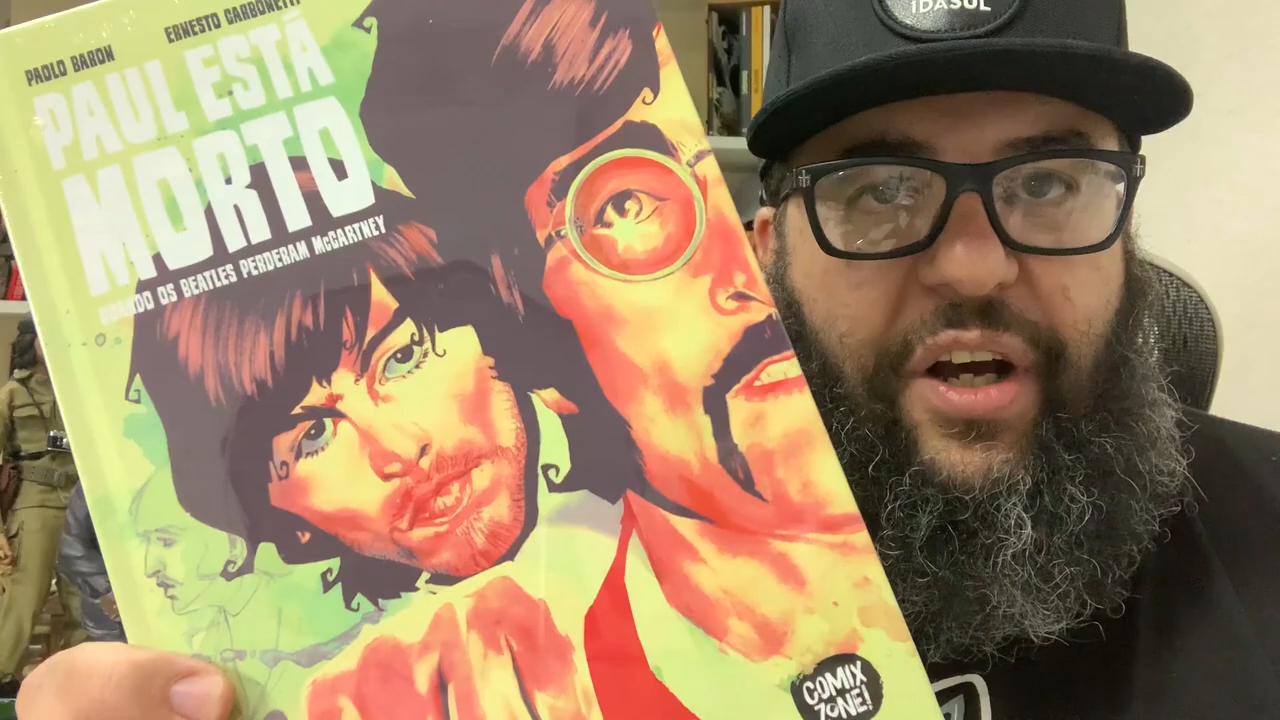 PAOLO BARON
ERNESTO CARBONETTI
PAUL ESTÁ
MORTO
QUANDO OS BEATLES PERDERAM McCARTNEY
COMIX
ZONE!
IDASUL